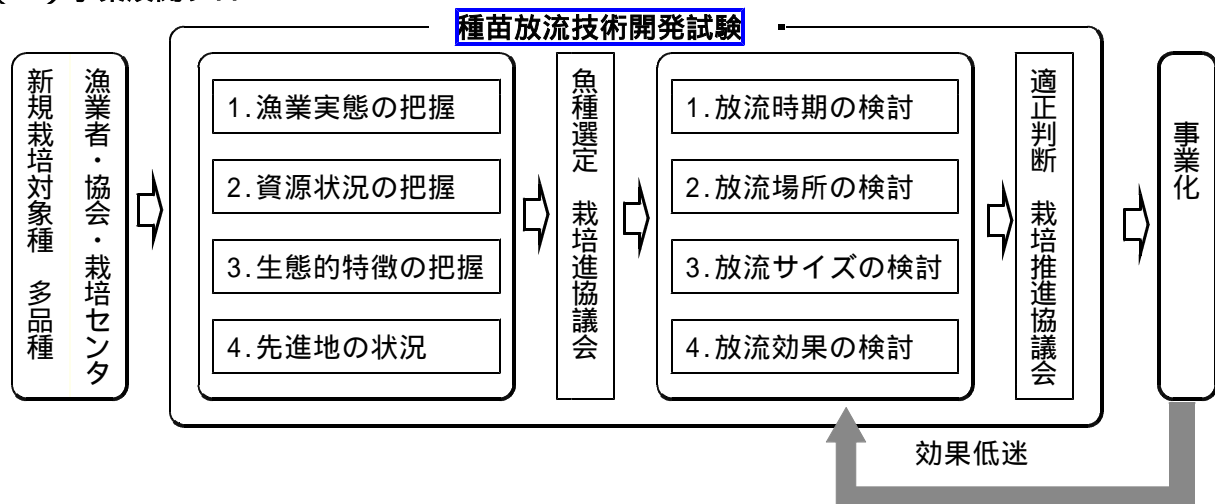 種苗放流技術開発試験
漁業者・協会・栽培センタ
新規栽培対象種 多品種
1.漁業実態の把握
2.資源状況の把握
3.生態的特徴の把握
4.先進地の状況
魚種選定 栽培進協議会
1.放流時期の検討
2.放流場所の検討
3.放流サイズの検討
4.放流効果の検討
適正判断 栽培推進協議会
事業化
効果低迷